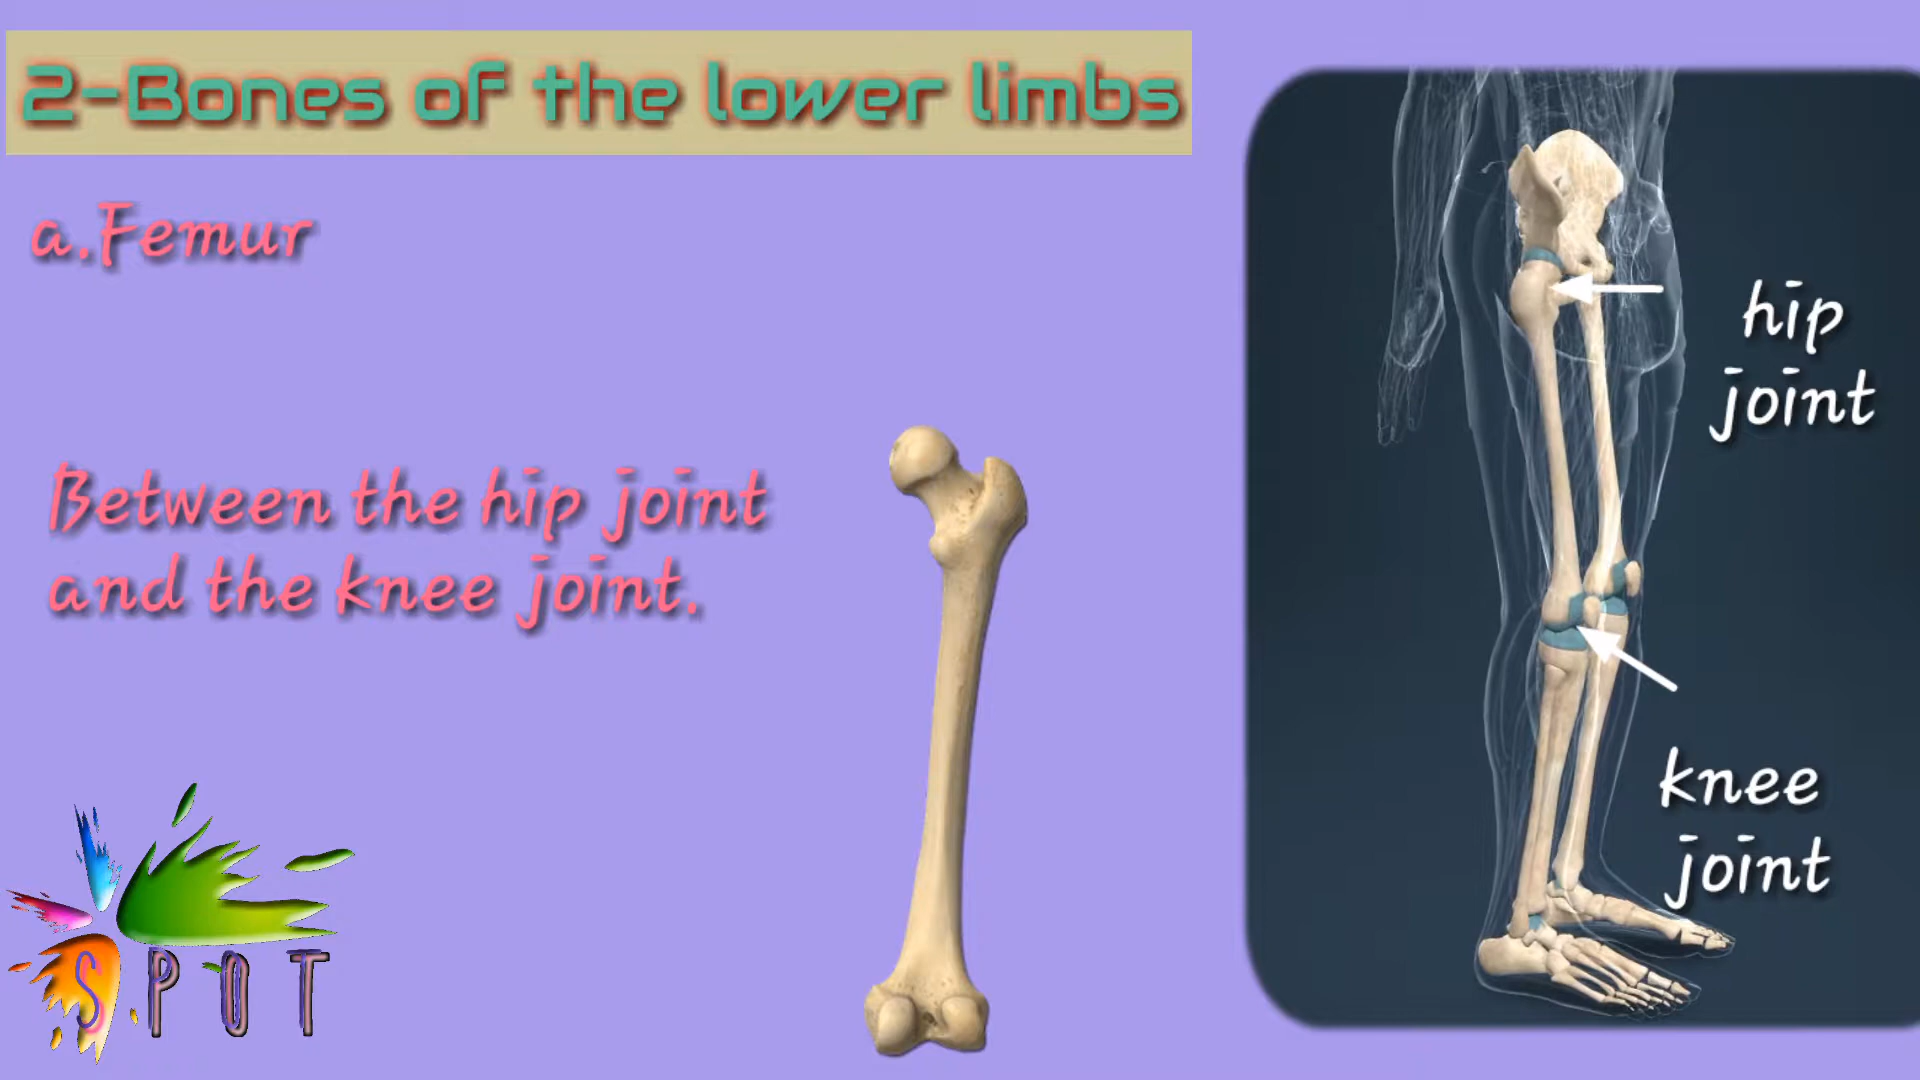 2-Bones of the lower limbs
a.Femur
Between the hip joint
and the knee joint.
hip
joint
knee
joint
SPOT